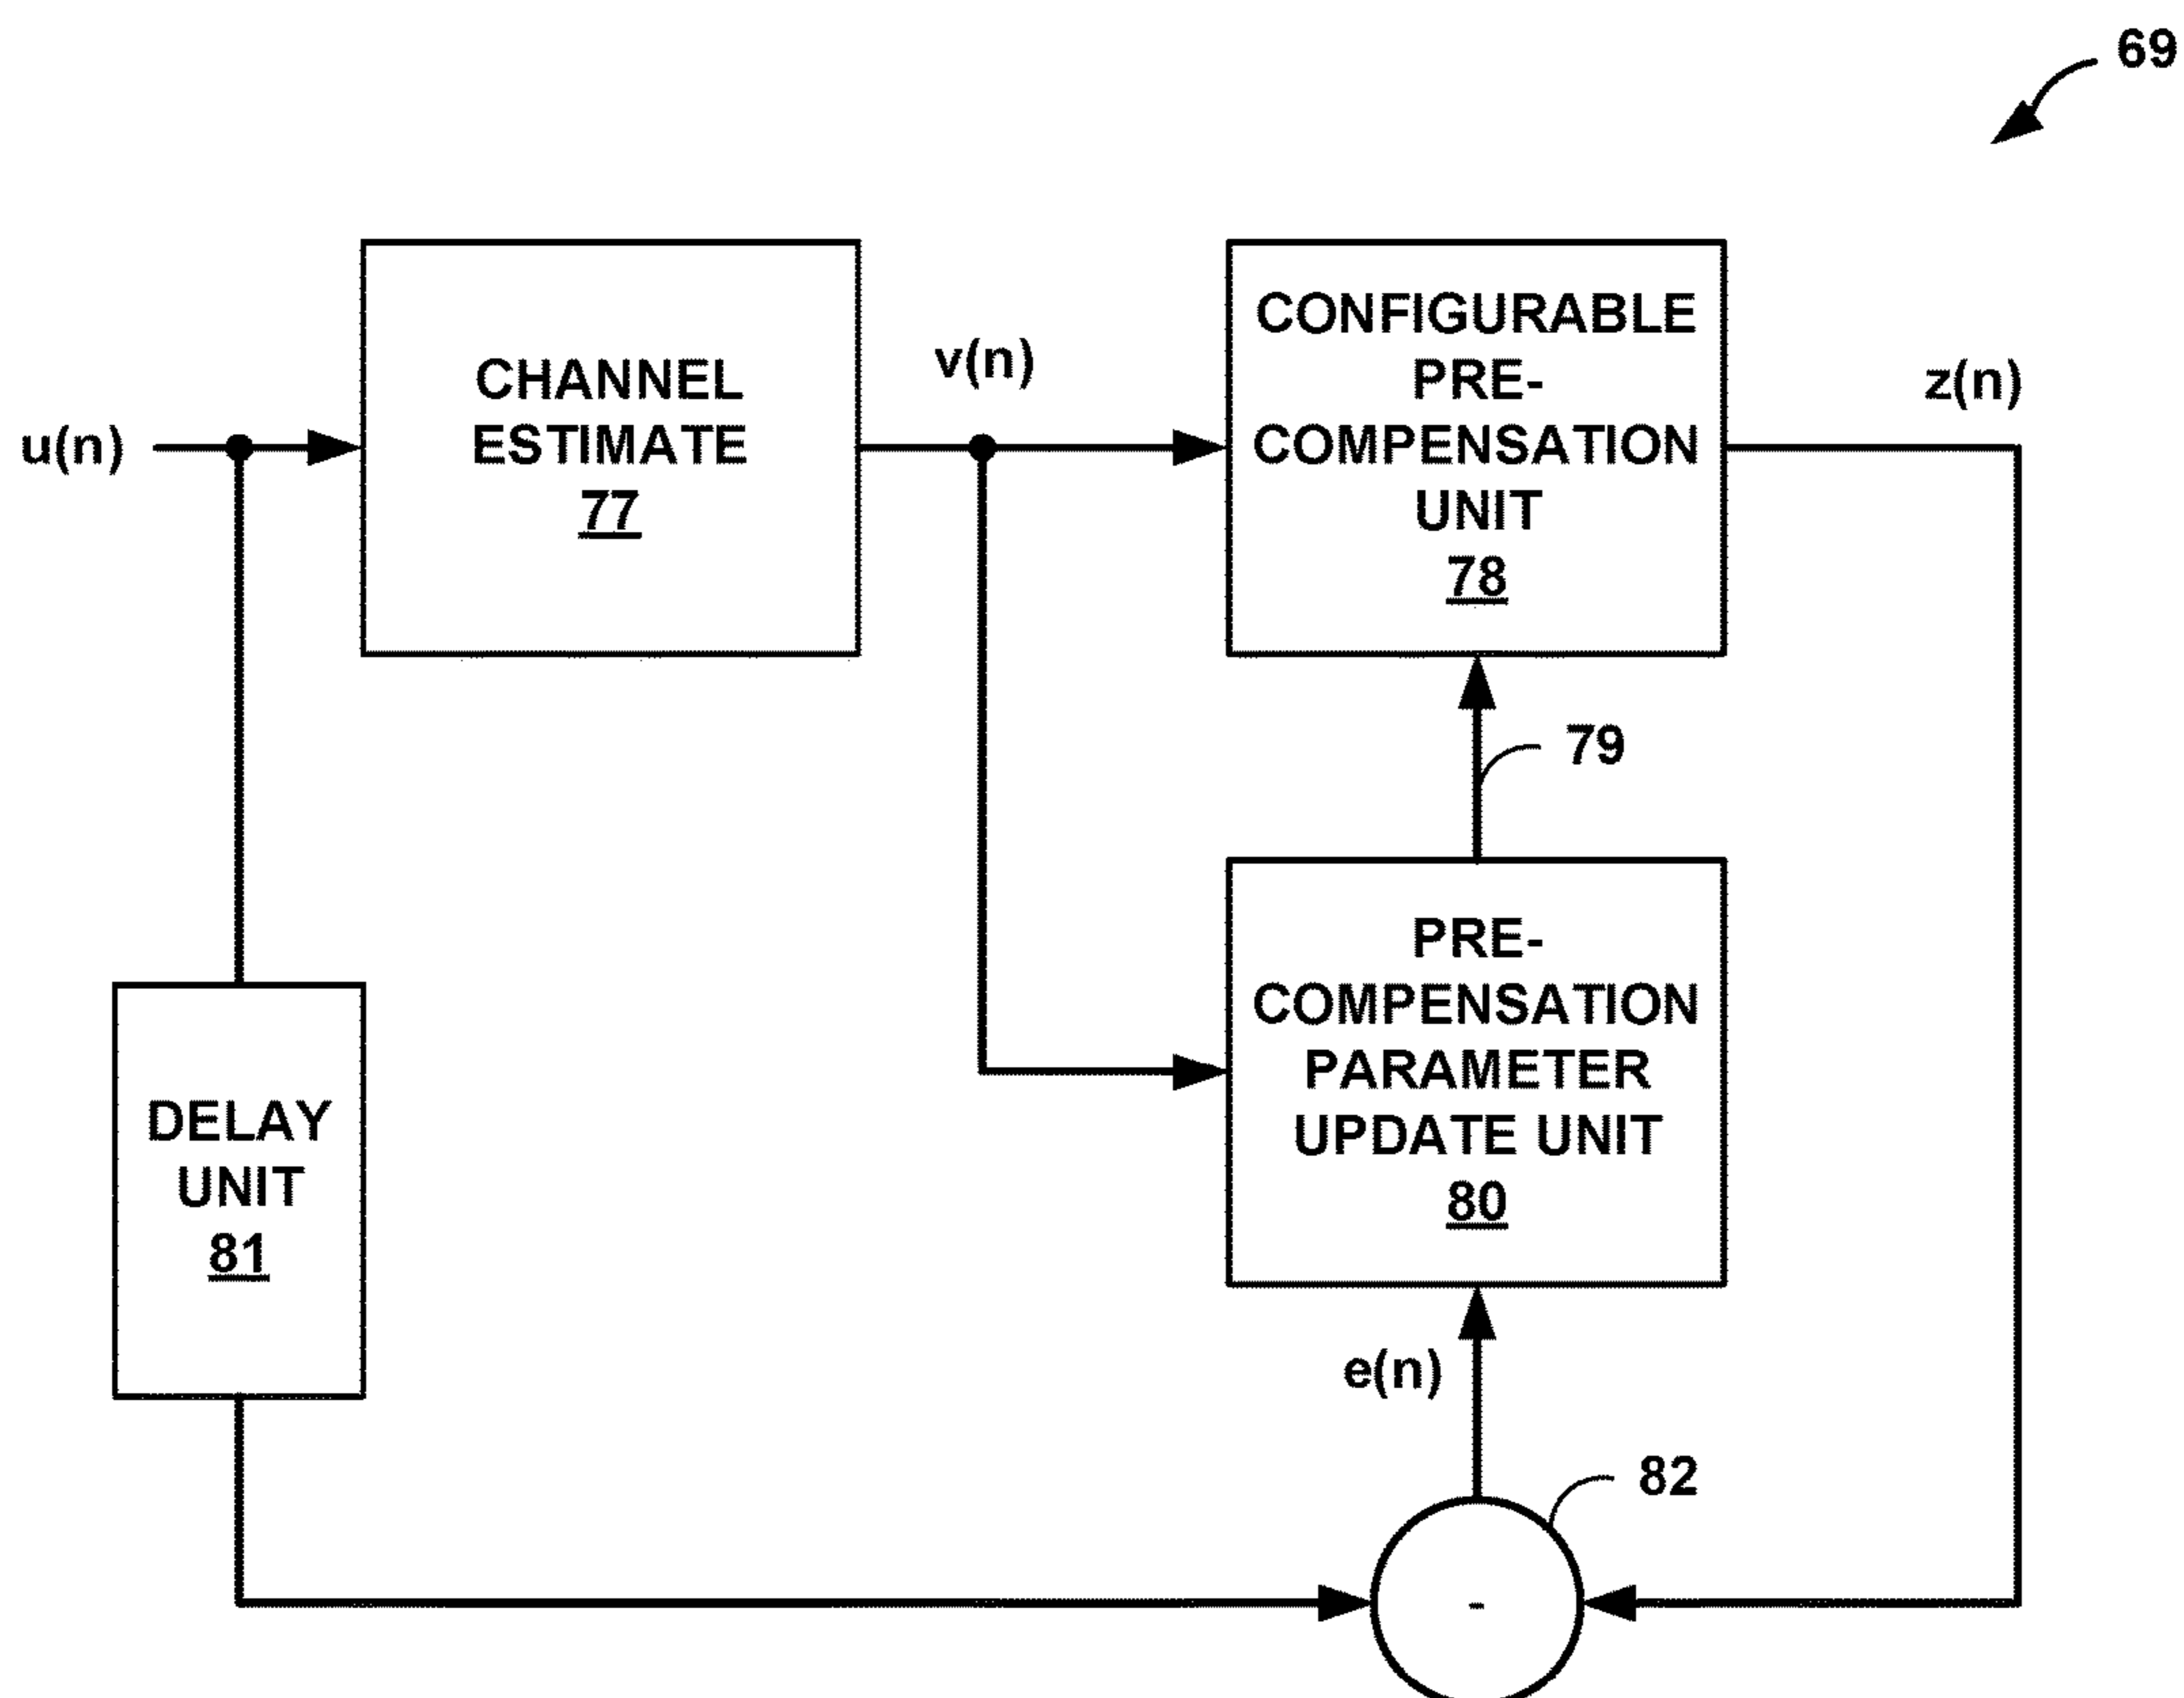 69
CHANNEL
ESTIMATE
77
CONFIGURABLE
PRE-
COMPENSATION
UNIT
78
u(n)
v(n)
z(n)
79
PRE-
COMPENSATION
PARAMETER
UPDATE UNIT
80
DELAY
UNIT
81
e(n)
82
-